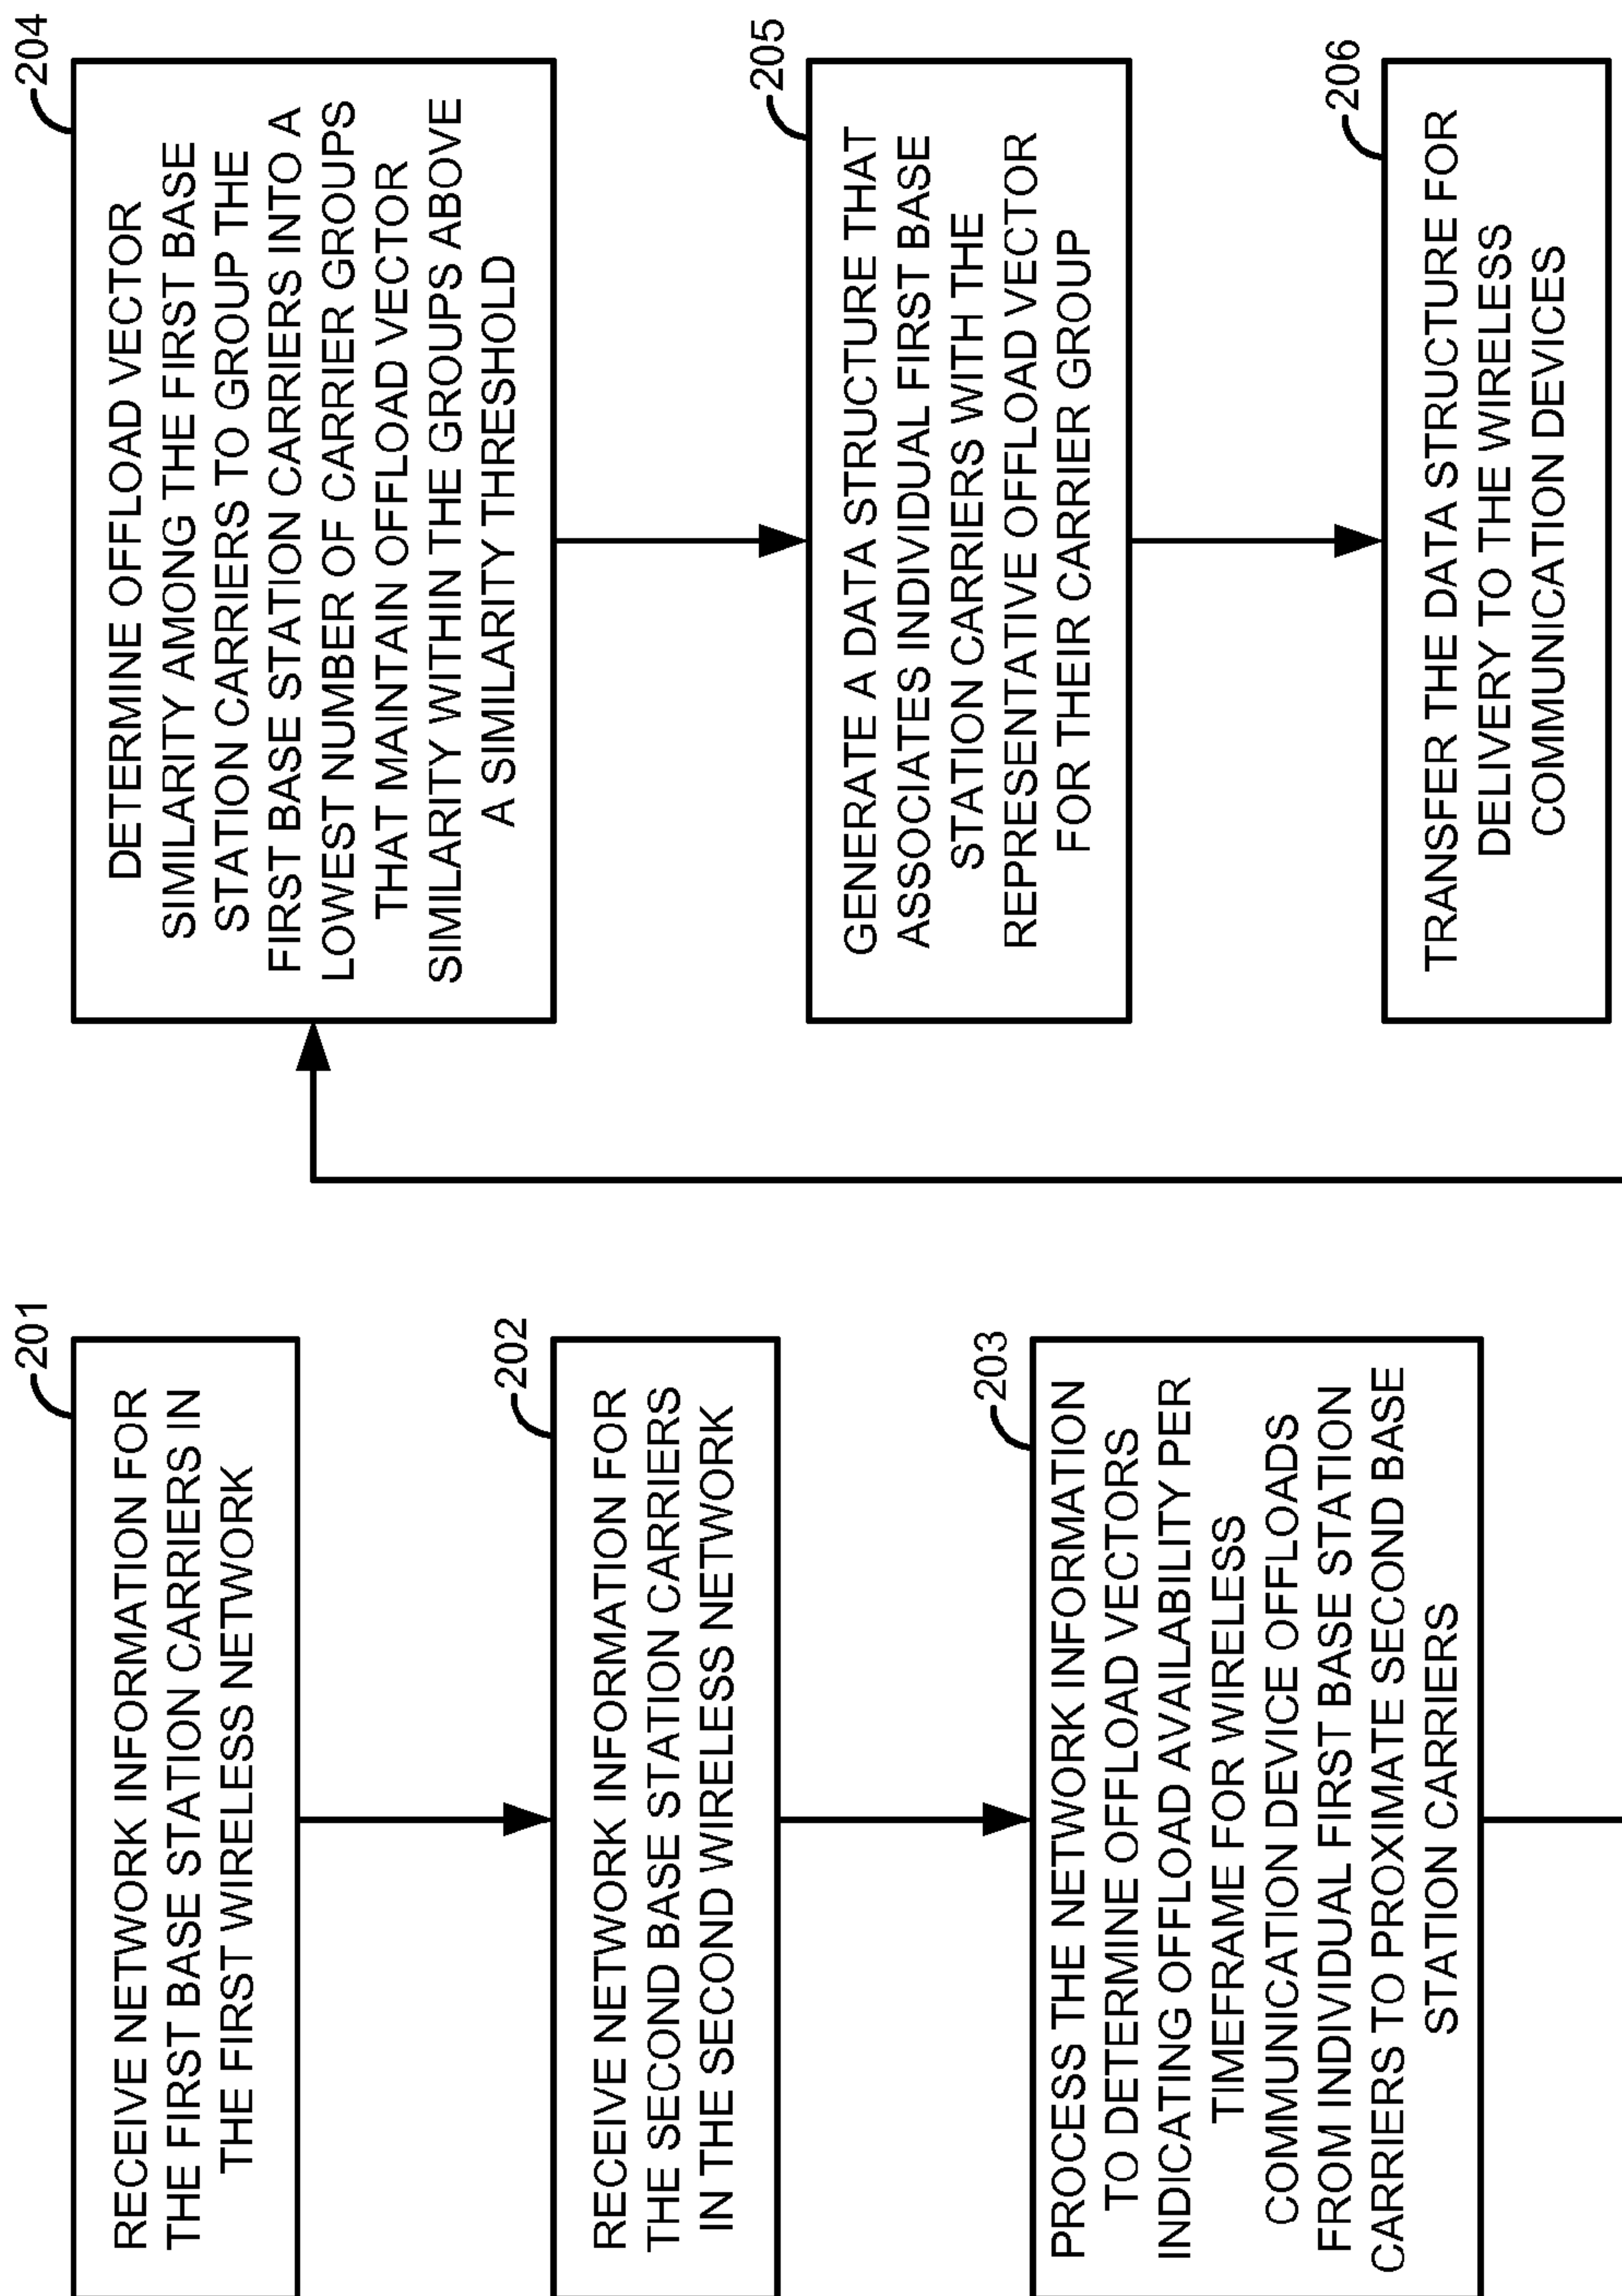 201
RECEIVE NETWORK INFORMATION FOR
THE FIRST BASE STATION CARRIERS IN
THE FIRST WIRELESS NETWORK
202
RECEIVE NETWORK INFORMATION FOR
THE SECOND BASE STATION CARRIERS
IN THE SECOND WIRELESS NETWORK
203
PROCESS THE NETWORK INFORMATION
TO DETERMINE OFFLOAD VECTORS
INDICATING OFFLOAD AVAILABILITY PER
TIMEFRAME FOR WIRELESS
COMMUNICATION DEVICE OFFLOADS
FROM INDIVIDUAL FIRST BASE STATION
CARRIERS TO PROXIMATE SECOND BASE
STATION CARRIERS
204
DETERMINE OFFLOAD VECTOR
SIMILARITY AMONG THE FIRST BASE
STATION CARRIERS TO GROUP THE
FIRST BASE STATION CARRIERS INTO A
LOWEST NUMBER OF CARRIER GROUPS
THAT MAINTAIN OFFLOAD VECTOR
SIMILARITY WITHIN THE GROUPS ABOVE
A SIMILARITY THRESHOLD
205
GENERATE A DATA STRUCTURE THAT
ASSOCIATES INDIVIDUAL FIRST BASE
STATION CARRIERS WITH THE
REPRESENTATIVE OFFLOAD VECTOR
FOR THEIR CARRIER GROUP
206
TRANSFER THE DATA STRUCTURE FOR
DELIVERY TO THE WIRELESS
COMMUNICATION DEVICES